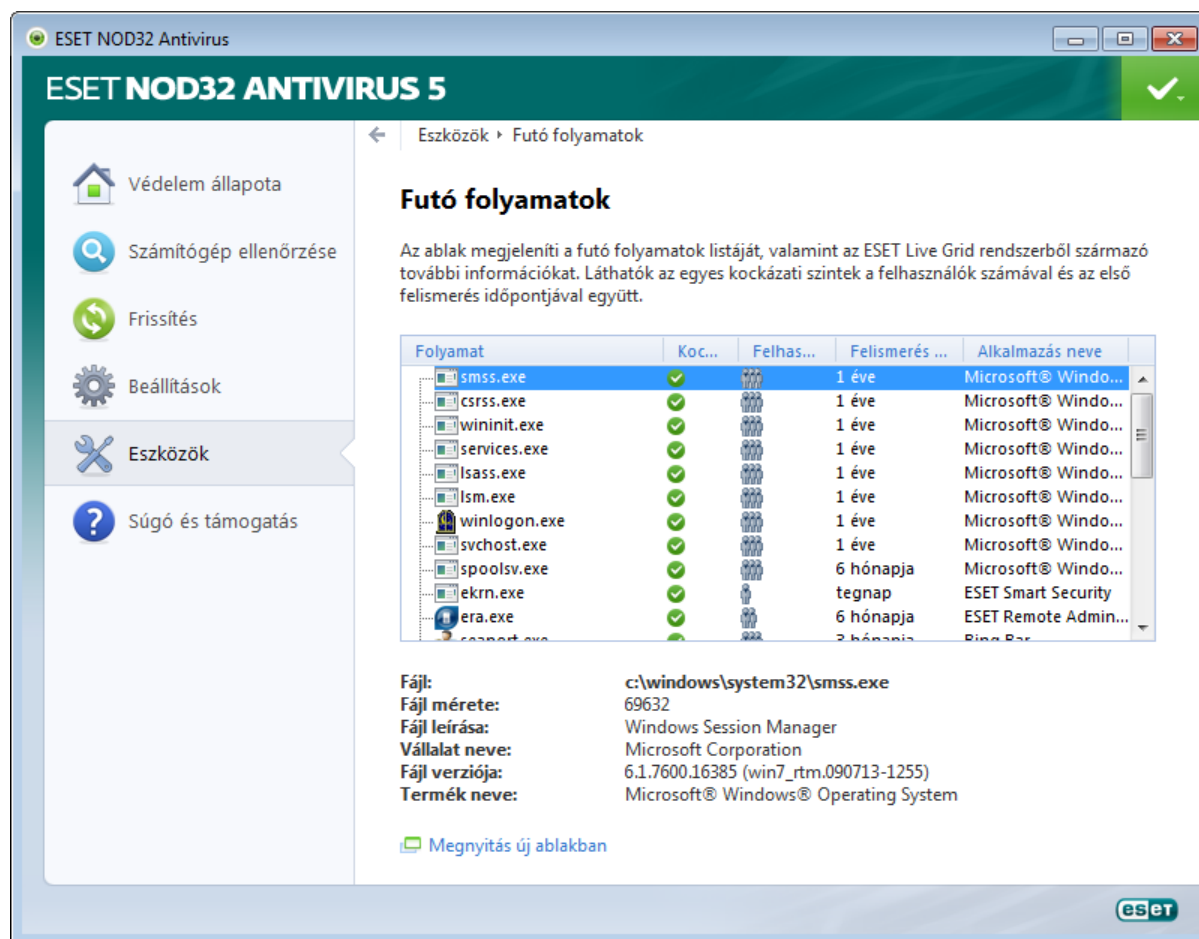 ESET NOD32 Antivirus
ESET NOD32 ANTIVIRUS 5
Védelem állapota
Számítógép ellenőrzése
Frissítés
Beállítások
Eszközök
Súgó és támogatás
Eszközök Futó folyamatok
Futó folyamatok
Az ablak megjeleníti a futó folyamatok listáját, valamint az ESET Live Grid rendszerből származó
további információkat. Láthatók az egyes kockázati szintek a felhasználók számával és az első
felismerés időpontjával együtt.
Folyamat Koc... Felhas... Felismerés ... Alkalmazás neve
smss.exe 1 éve Microsoft® Windo...
csrss.exe 1 éve Microsoft® Windo...
wininit.exe 1 éve Microsoft® Windo...
services.exe 1 éve Microsoft® Windo...
lsass.exe 1 éve Microsoft® Windo...
lsm.exe 1 éve Microsoft® Windo...
winlogon.exe 1 éve Microsoft® Windo...
svchost.exe 1 éve Microsoft® Windo...
spoolsv.exe 6 hónapja Microsoft® Windo...
ekrn.exe tegnap ESET Smart Security
era.exe 6 hónapja ESET Remote Admin...
seaport.exe 3 hónapja Bing Bar
Fájl: c:\windows\system32\smss.exe
Fájl mérete: 69632
Fájl leírása: Windows Session Manager
Vállalat neve: Microsoft Corporation
Fájl verziója: 6.1.7600.16385 (win7_rtm.090713-1255)
Termék neve: Microsoft® Windows® Operating System
Megnyitás új ablakban
eset